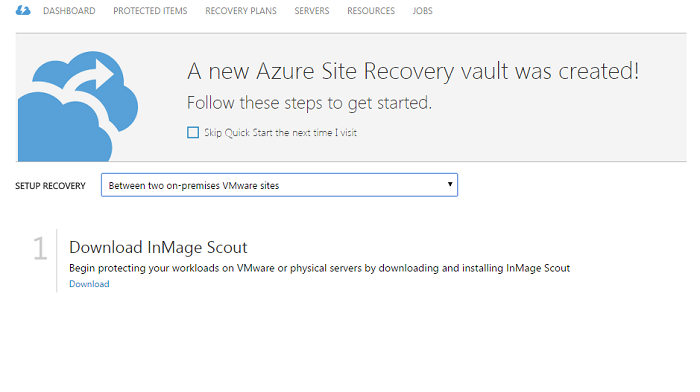 DASHBOARD PROTECTED ITEMS RECOVERY PLANS SERVERS RESOURCES JOBS
A new Azure Site Recovery vault was created!
Follow these steps to get started.
Skip Quick Start the next time I visit
SETUP RECOVERY Between two on-premises VMware sites
1 Download InMage Scout
Begin protecting your workloads on VMware or physical servers by downloading and installing InMage Scout
Download